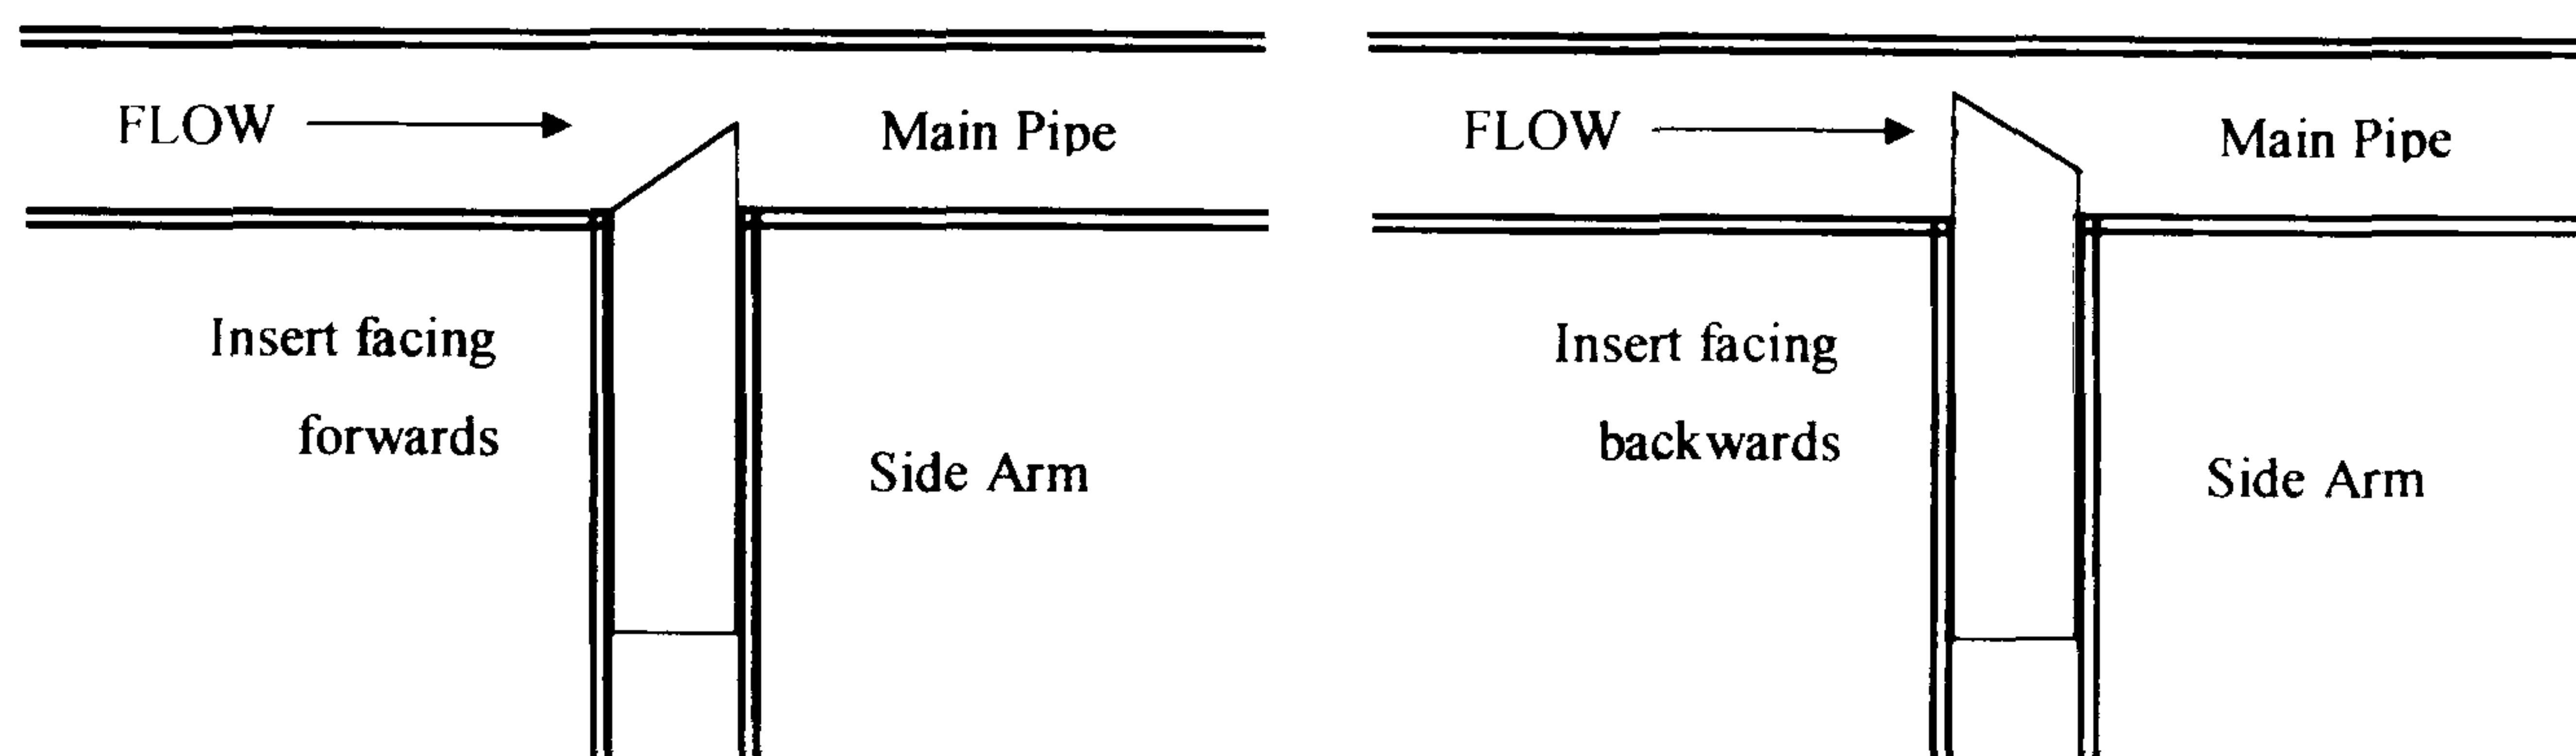 FLOW
Main Pipe
Insert facing
forwards
Side Arm
FLOW
Main Pipe
Insert facing
backwards
Side Arm